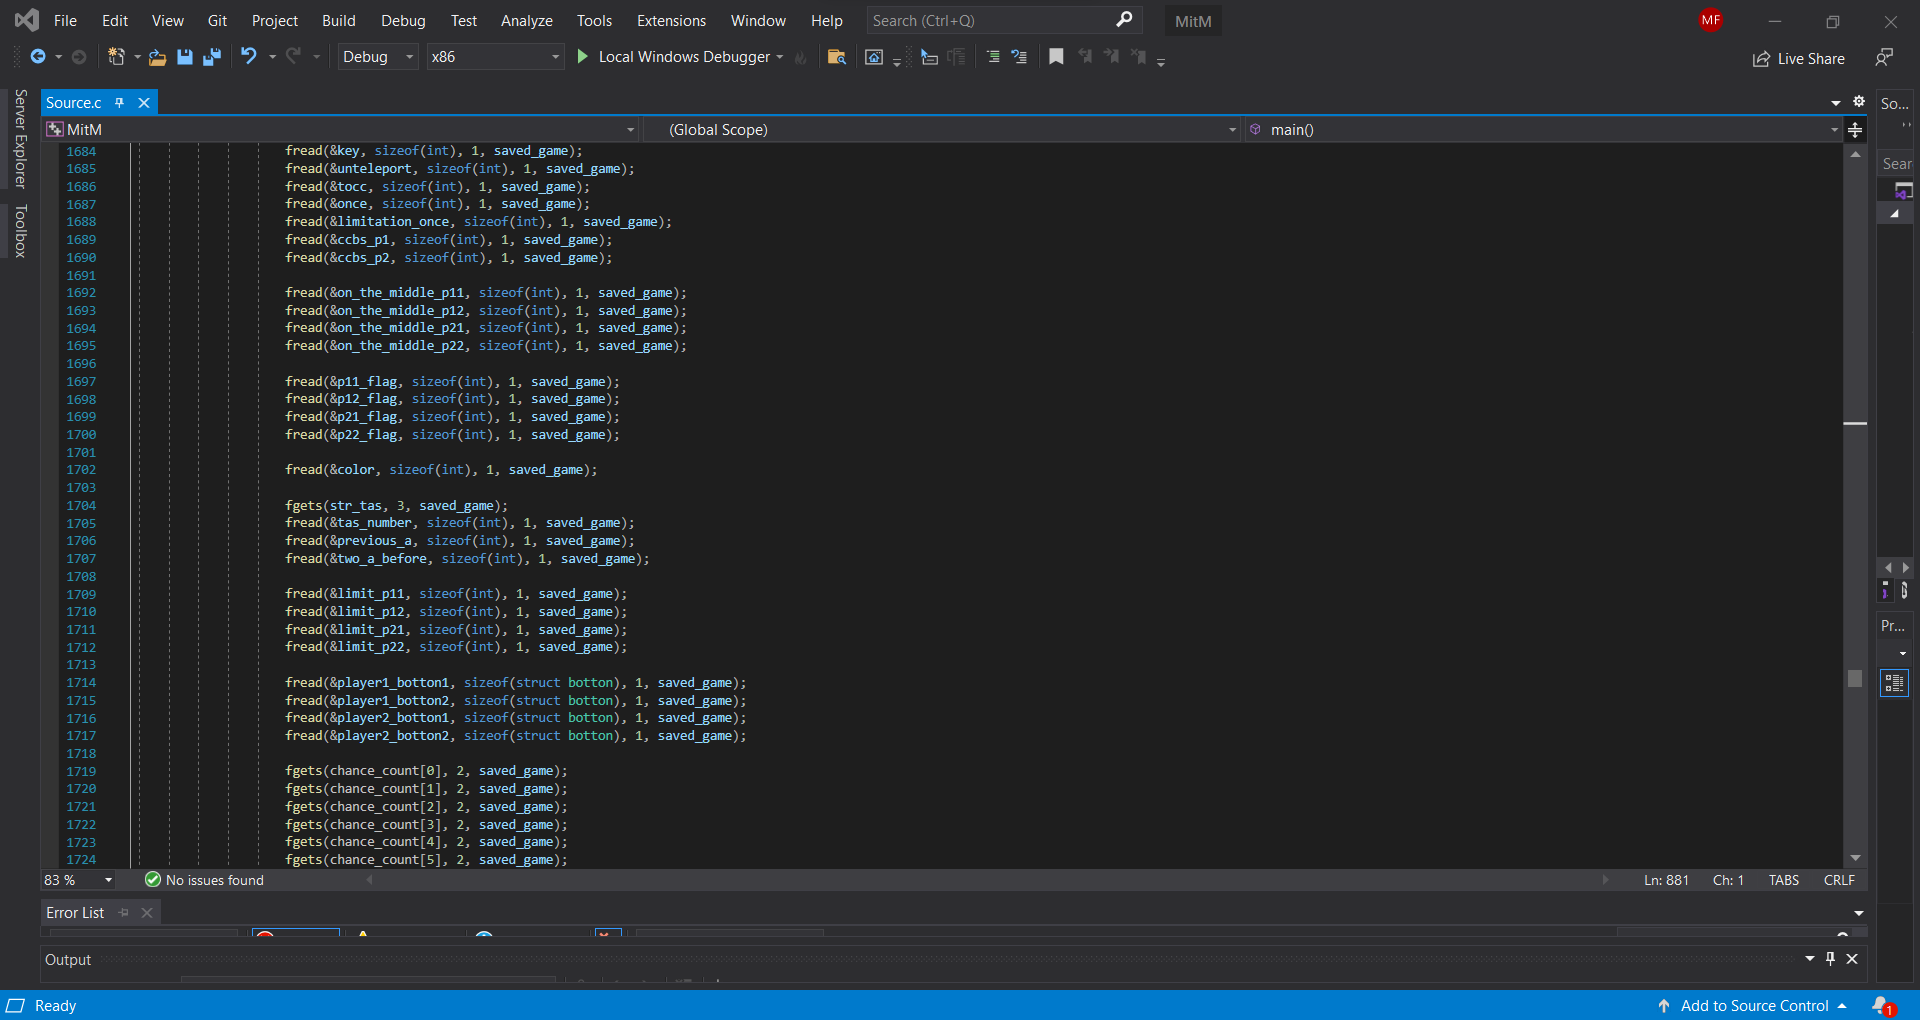 File Edit View Git Project Build Debug Test Analyze Tools Extensions Window Help Search (Ctrl+Q) MitM MF
Debug x86 Local Windows Debugger Live Share
Server Explorer
Toolbox
Source.c So...
MitM (Global Scope) main()
Sear
1684 fread(&key, sizeof(int), 1, saved_game);
1685 fread(&unteleport, sizeof(int), 1, saved_game);
1686 fread(&tocc, sizeof(int), 1, saved_game);
1687 fread(&once, sizeof(int), 1, saved_game);
1688 fread(&limitation_once, sizeof(int), 1, saved_game);
1689 fread(&ccbs_p1, sizeof(int), 1, saved_game);
1690 fread(&ccbs_p2, sizeof(int), 1, saved_game);
1691
1692 fread(&on_the_middle_p11, sizeof(int), 1, saved_game);
1693 fread(&on_the_middle_p12, sizeof(int), 1, saved_game);
1694 fread(&on_the_middle_p21, sizeof(int), 1, saved_game);
1695 fread(&on_the_middle_p22, sizeof(int), 1, saved_game);
1696
1697 fread(&p11_flag, sizeof(int), 1, saved_game);
1698 fread(&p12_flag, sizeof(int), 1, saved_game);
1699 fread(&p21_flag, sizeof(int), 1, saved_game);
1700 fread(&p22_flag, sizeof(int), 1, saved_game);
1701
1702 fread(&color, sizeof(int), 1, saved_game);
1703
1704 fgets(str_tas, 3, saved_game);
1705 fread(&tas_number, sizeof(int), 1, saved_game);
1706 fread(&previous_a, sizeof(int), 1, saved_game);
1707 fread(&two_a_before, sizeof(int), 1, saved_game);
1708
1709 fread(&limit_p11, sizeof(int), 1, saved_game);
1710 fread(&limit_p12, sizeof(int), 1, saved_game);
1711 fread(&limit_p21, sizeof(int), 1, saved_game);
1712 fread(&limit_p22, sizeof(int), 1, saved_game);
1713
1714 fread(&player1_botton1, sizeof(struct botton), 1, saved_game);
1715 fread(&player1_botton2, sizeof(struct botton), 1, saved_game);
1716 fread(&player2_botton1, sizeof(struct botton), 1, saved_game);
1717 fread(&player2_botton2, sizeof(struct botton), 1, saved_game);
1718
1719 fgets(chance_count[0], 2, saved_game);
1720 fgets(chance_count[1], 2, saved_game);
1721 fgets(chance_count[2], 2, saved_game);
1722 fgets(chance_count[3], 2, saved_game);
1723 fgets(chance_count[4], 2, saved_game);
1724 fgets(chance_count[5], 2, saved_game);
Pr...
83 % No issues found Ln: 881 Ch: 1 TABS CRLF
Error List
Output
Ready Add to Source Control 1